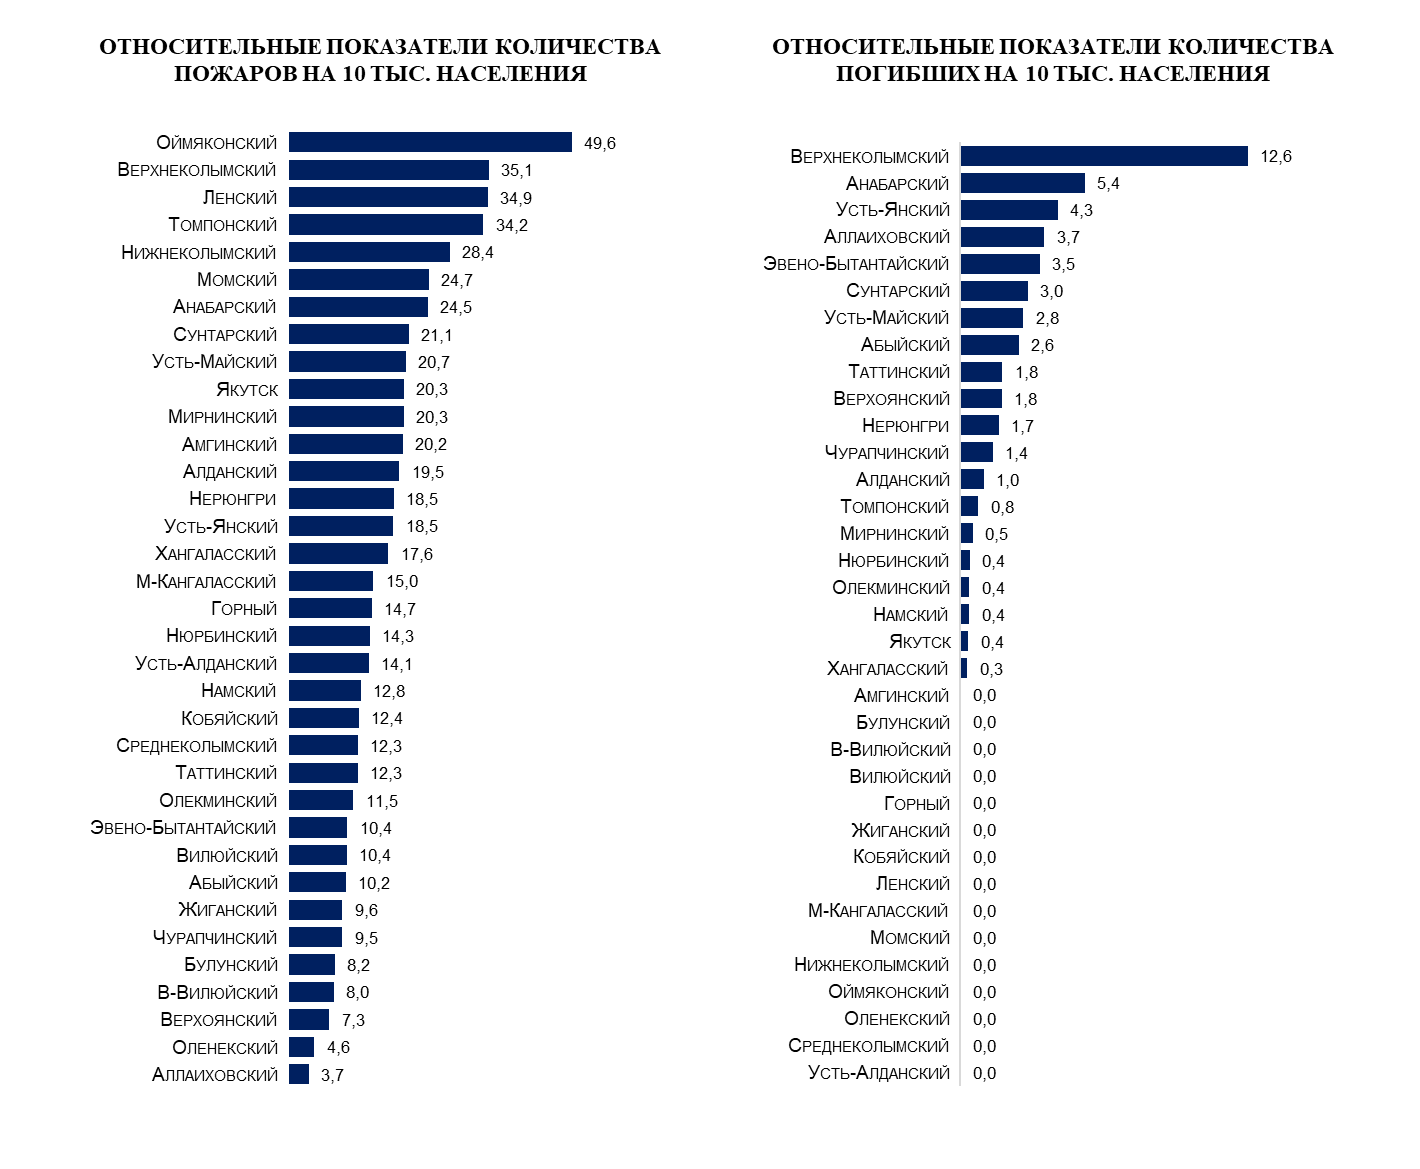 ОТНОСИТЕЛЬНЫЕ ПОКАЗАТЕЛИ КОЛИЧЕСТВА
ПОЖАРОВ НА 10 ТЫС. НАСЕЛЕНИЯ
ОЙМЯКОНСКИЙ 49,6
ВЕРХНЕКОЛЫМСКИЙ 35,1
ЛЕНСКИЙ 34,9
ТОМПОНСКИЙ 34,2
НИЖНЕКОЛЫМСКИЙ 28,4
МОМСКИЙ 24,7
АНАБАРСКИЙ 24,5
СУНТАРСКИЙ 21,1
УСТЬ-МАЙСКИЙ 20,7
ЯКУТСК 20,3
МИРНИНСКИЙ 20,3
АМГИНСКИЙ 20,2
АЛДАНСКИЙ 19,5
НЕРЮНГРИ 18,5
УСТЬ-ЯНСКИЙ 18,5
ХАНГАЛАССКИЙ 17,6
М-КАНГАЛАССКИЙ 15,0
ГОРНЫЙ 14,7
НЮРБИНСКИЙ 14,3
УСТЬ-АЛДАНСКИЙ 14,1
НАМСКИЙ 12,8
КОБЯЙСКИЙ 12,4
СРЕДНЕКОЛЫМСКИЙ 12,3
ТАТТИНСКИЙ 12,3
ОЛЕКМИНСКИЙ 11,5
ЭВЕНО-БЫТАНТАЙСКИЙ 10,4
ВИЛЮЙСКИЙ 10,4
АБЫЙСКИЙ 10,2
ЖИГАНСКИЙ 9,6
ЧУРАПЧИНСКИЙ 9,5
БУЛУНСКИЙ 8,2
В-ВИЛЮЙСКИЙ 8,0
ВЕРХОЯНСКИЙ 7,3
ОЛЕНЕКСКИЙ 4,6
АЛЛАИХОВСКИЙ 3,7
ОТНОСИТЕЛЬНЫЕ ПОКАЗАТЕЛИ КОЛИЧЕСТВА
ПОГИБШИХ НА 10 ТЫС. НАСЕЛЕНИЯ
ВЕРХНЕКОЛЫМСКИЙ 12,6
АНАБАРСКИЙ 5,4
УСТЬ-ЯНСКИЙ 4,3
АЛЛАИХОВСКИЙ 3,7
ЭВЕНО-БЫТАНТАЙСКИЙ 3,5
СУНТАРСКИЙ 3,0
УСТЬ-МАЙСКИЙ 2,8
АБЫЙСКИЙ 2,6
ТАТТИНСКИЙ 1,8
ВЕРХОЯНСКИЙ 1,8
НЕРЮНГРИ 1,7
ЧУРАПЧИНСКИЙ 1,4
АЛДАНСКИЙ 1,0
ТОМПОНСКИЙ 0,8
МИРНИНСКИЙ 0,5
НЮРБИНСКИЙ 0,4
ОЛЕКМИНСКИЙ 0,4
НАМСКИЙ 0,4
ЯКУТСК 0,4
ХАНГАЛАССКИЙ 0,3
АМГИНСКИЙ 0,0
БУЛУНСКИЙ 0,0
В-ВИЛЮЙСКИЙ 0,0
ВИЛЮЙСКИЙ 0,0
ГОРНЫЙ 0,0
ЖИГАНСКИЙ 0,0
КОБЯЙСКИЙ 0,0
ЛЕНСКИЙ 0,0
М-КАНГАЛАССКИЙ 0,0
МОМСКИЙ 0,0
НИЖНЕКОЛЫМСКИЙ 0,0
ОЙМЯКОНСКИЙ 0,0
ОЛЕНЕКСКИЙ 0,0
СРЕДНЕКОЛЫМСКИЙ 0,0
УСТЬ-АЛДАНСКИЙ 0,0